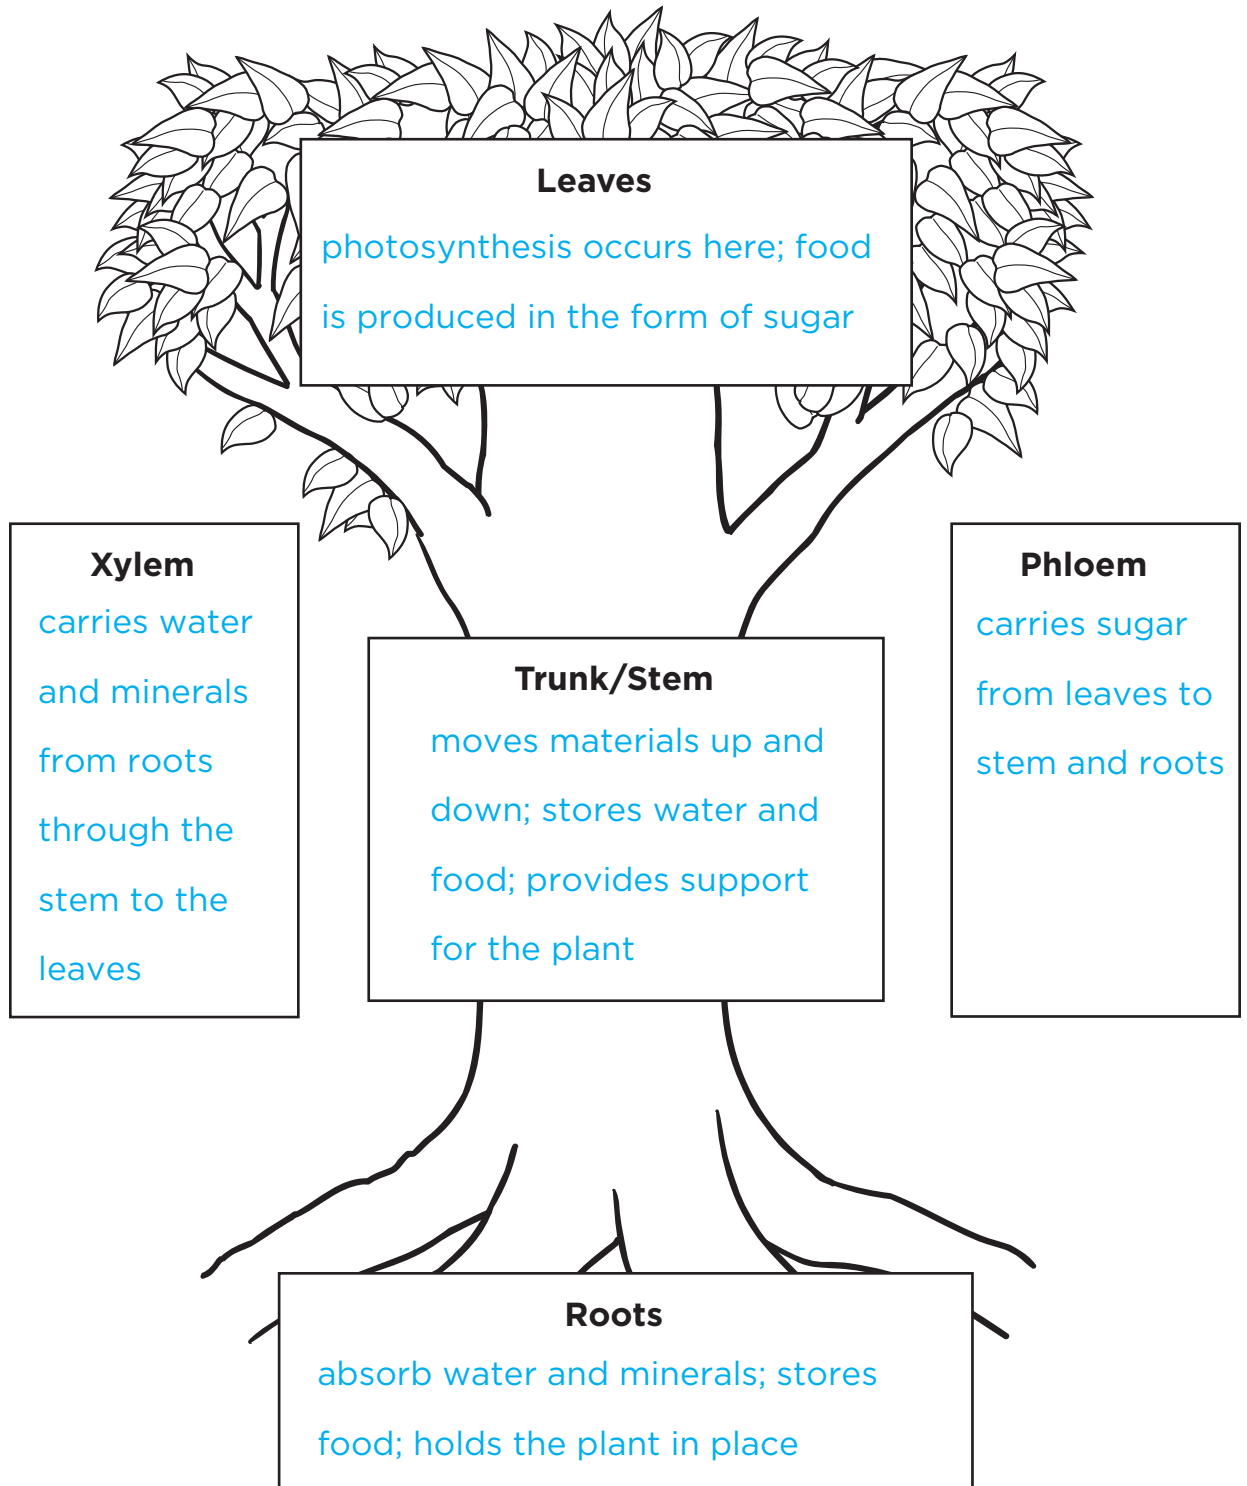 Leaves
photosynthesis occurs here; food
is produced in the form of sugar
Xylem
carries water
and minerals
from roots
through the
stem to the
leaves
Trunk/Stem
moves materials up and
down; stores water and
food; provides support
for the plant
Phloem
carries sugar
from leaves to
stem and roots
Roots
absorb water and minerals; stores
food; holds the plant in place